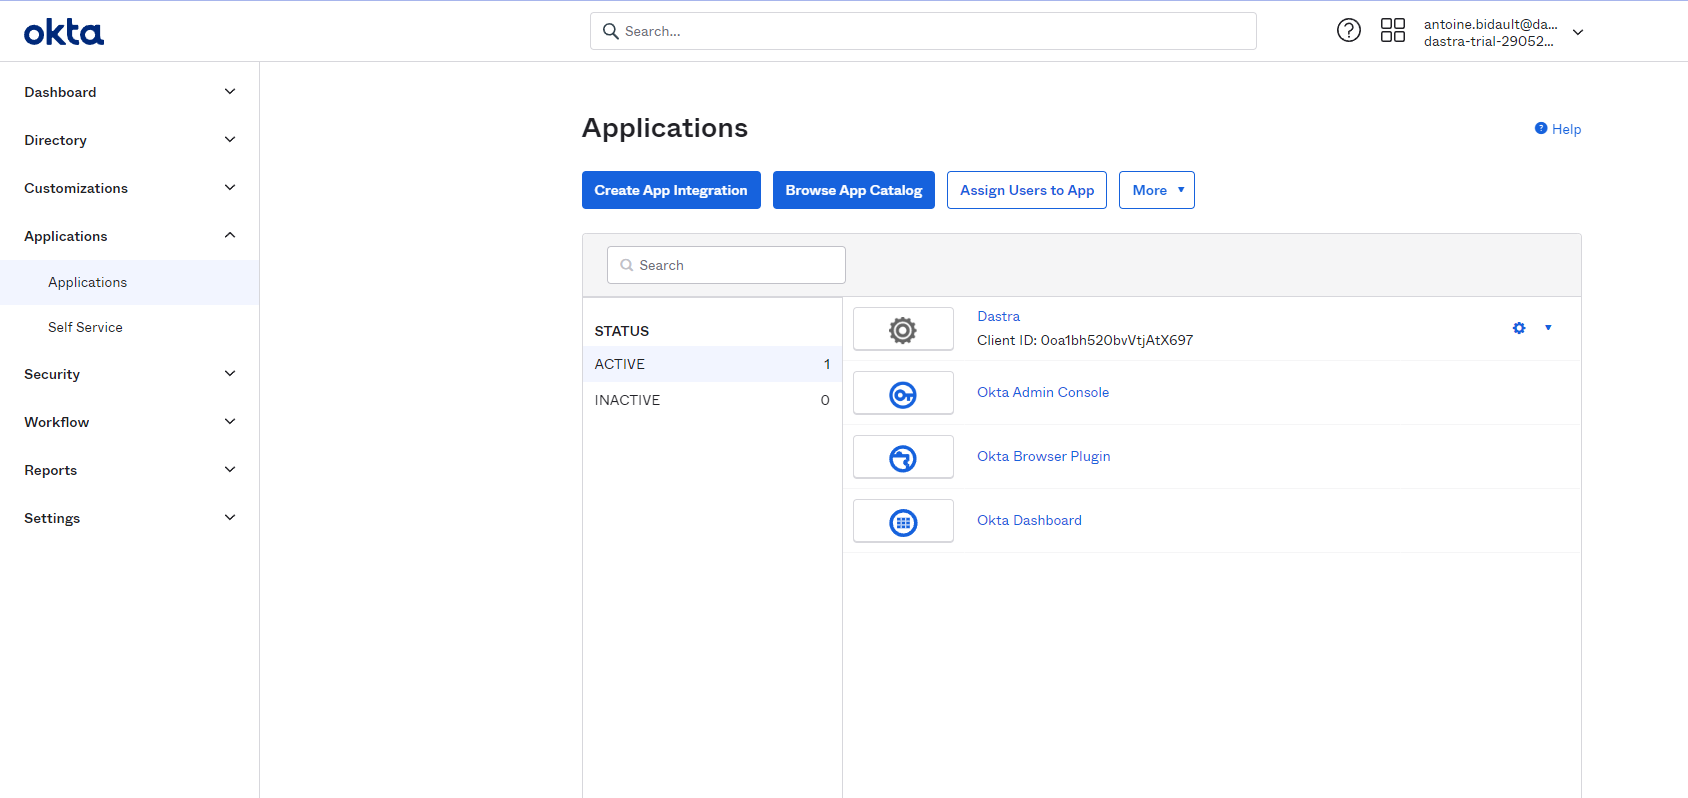 okta
Search...
antoine.bidault@da...
dastra-trial-29052...
Dashboard
Directory
Customizations
Applications
Applications
Self Service
Security
Workflow
Reports
Settings
Applications
Help
Create App Integration
Browse App Catalog
Assign Users to App
More
Search
STATUS
ACTIVE 1
INACTIVE 0
Dastra
Client ID: 0oa1bh520bvVtjAtX697
Okta Admin Console
Okta Browser Plugin
Okta Dashboard